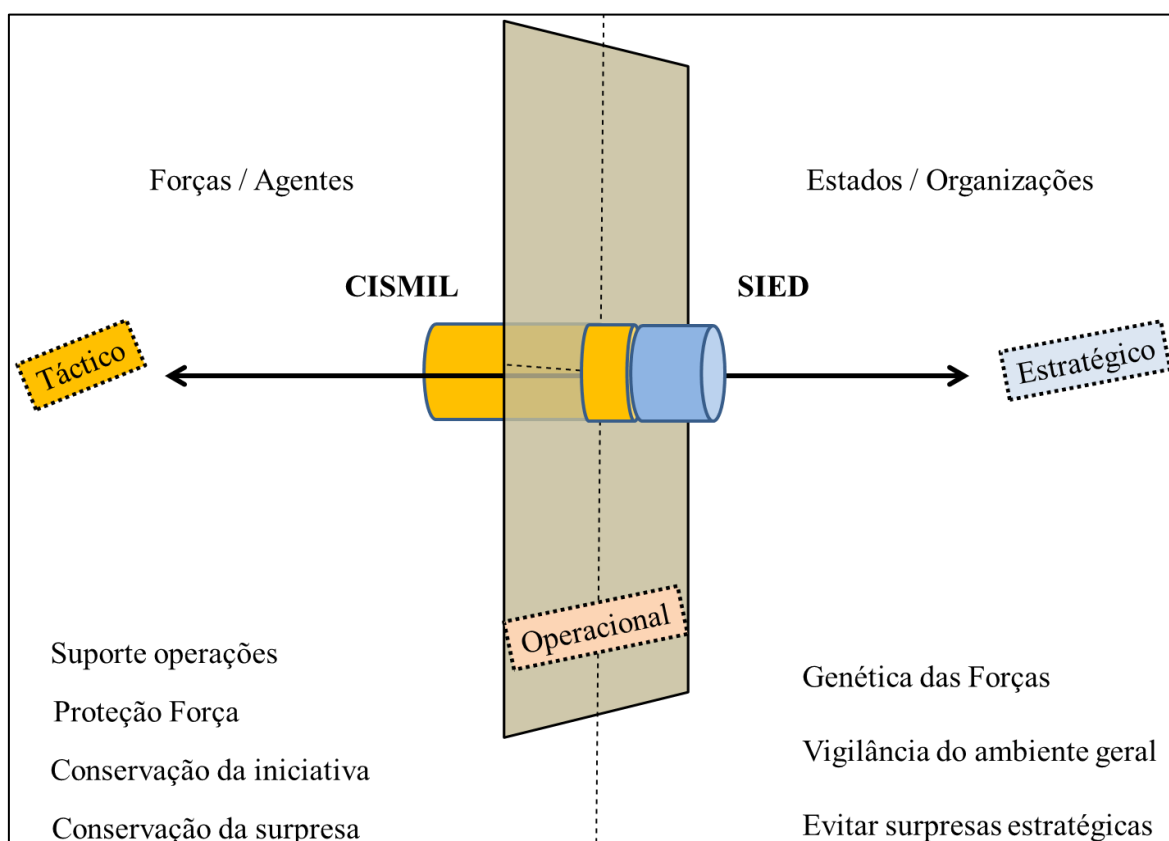 Forças / Agentes
Estados / Organizações
CISMIL
SIED
Táctico
Estratégico
Operacional
Suporte operações
Proteção Força
Conservação da iniciativa
Conservação da surpresa
Genética das Forças
Vigilância do ambiente geral
Evitar surpresas estratégicas